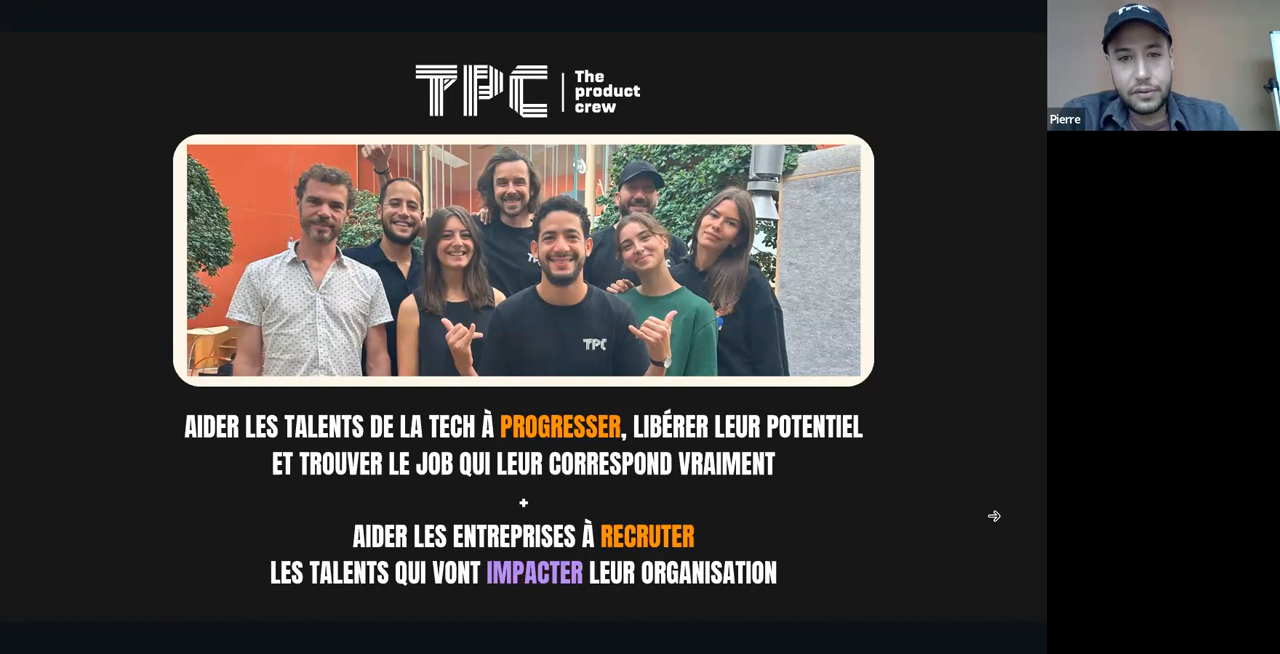 TPC
The
product
crew
TPC
Pierre
TPC
AIDER LES TALENTS DE LA TECH À PROGRESSER, LIBÉRER LEUR POTENTIEL
ET TROUVER LE JOB QUI LEUR CORRESPOND VRAIMENT
+
AIDER LES ENTREPRISES À RECRUTER
LES TALENTS QUI VONT IMPACTER LEUR ORGANISATION